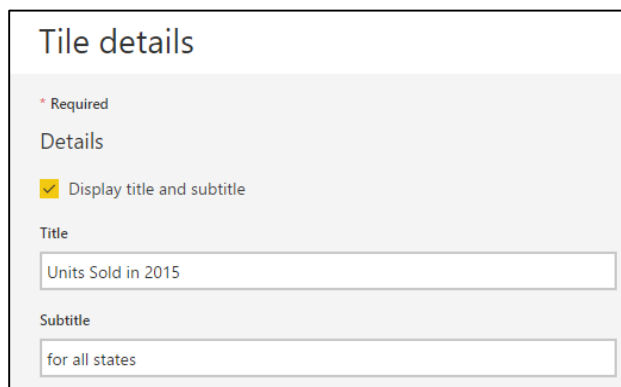 Tile details
* Required
Details
Display title and subtitle
Title
Units Sold in 2015
Subtitle
for all states